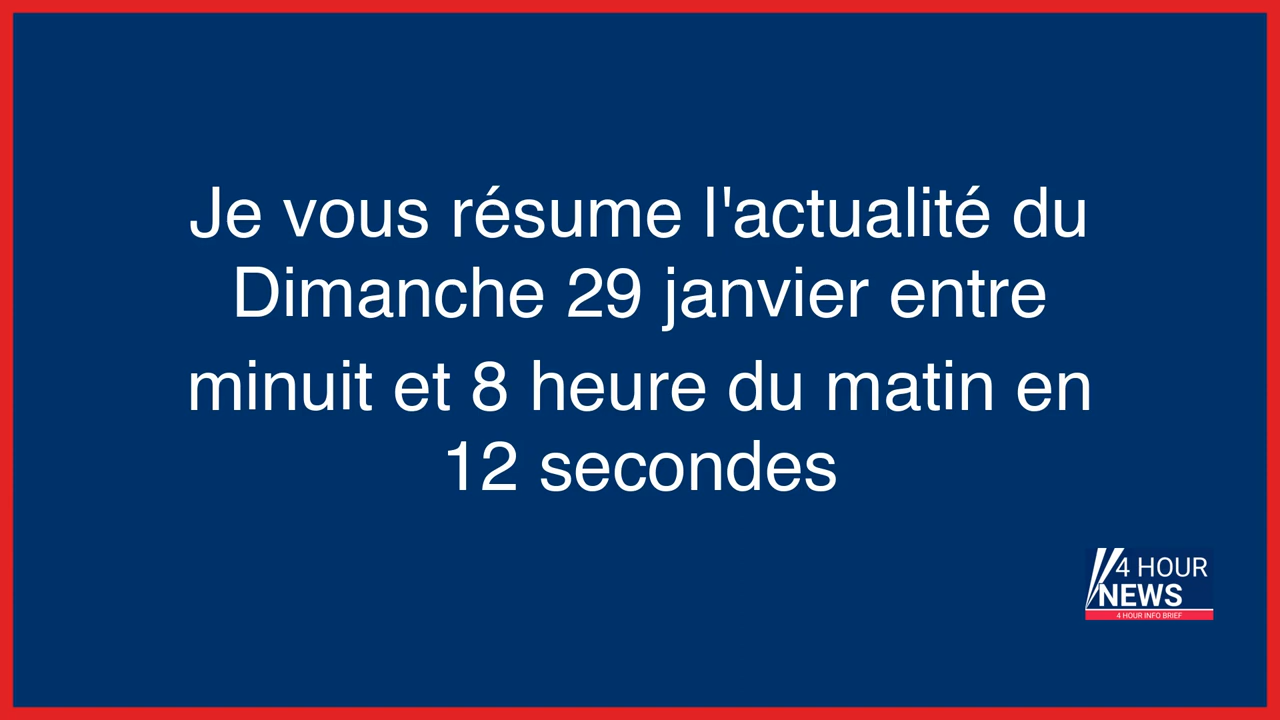 Je vous résume l'actualité du
Dimanche 29 janvier entre
minuit et 8 heure du matin en
12 secondes
4 HOUR
NEWS
4 HOUR INFO BRIEF